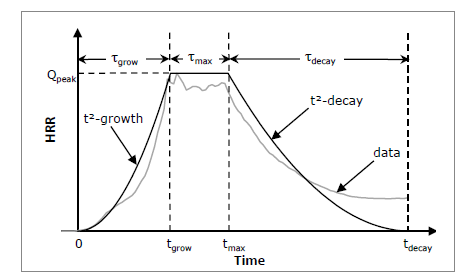 τgrow τmax τdecay
Qpeak
t²-growth
t²-decay
data
HRR
0 tgrow tmax tdecay
Time